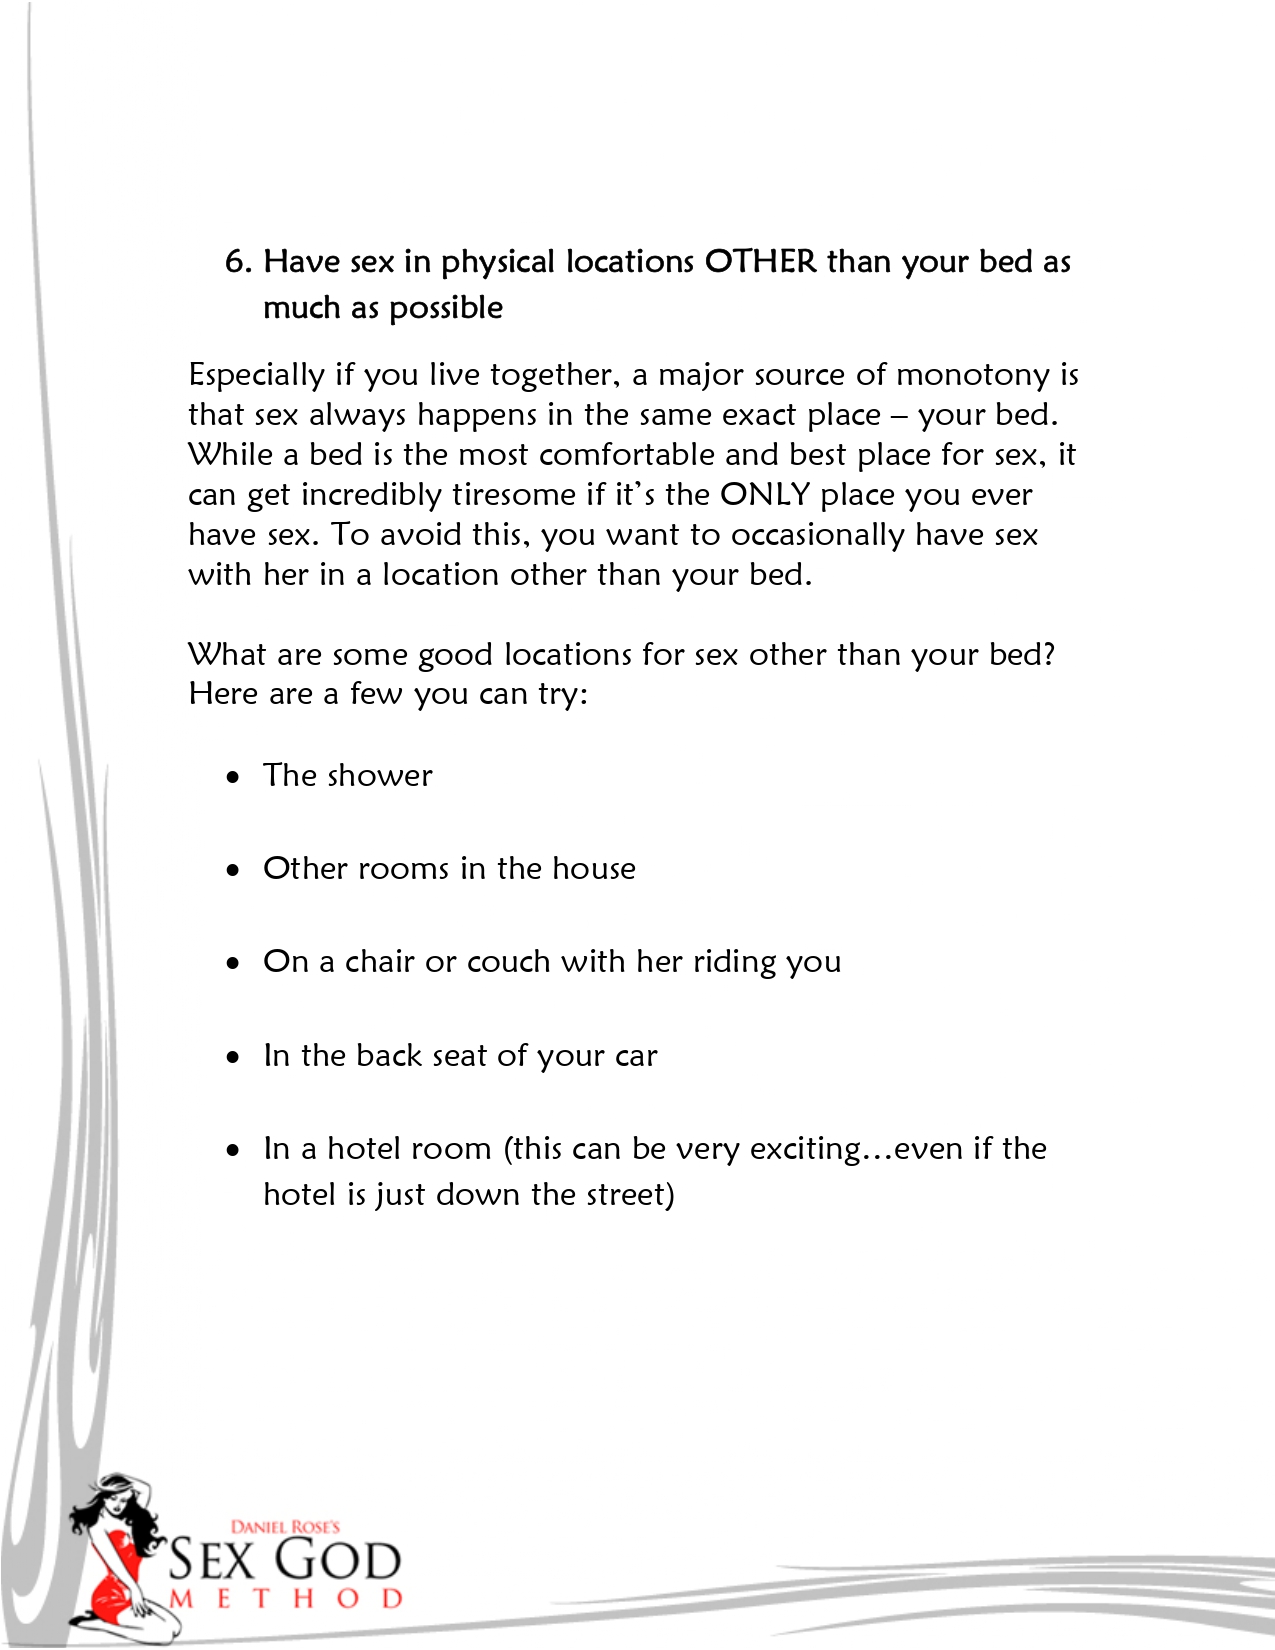 6. Have sex in physical locations OTHER than your bed as
much as possible
Especially if you live together, a major source of monotony is
that sex always happens in the same exact place – your bed.
While a bed is the most comfortable and best place for sex, it
can get incredibly tiresome if it’s the ONLY place you ever
have sex. To avoid this, you want to occasionally have sex
with her in a location other than your bed.
What are some good locations for sex other than your bed?
Here are a few you can try:
• The shower
• Other rooms in the house
• On a chair or couch with her riding you
• In the back seat of your car
• In a hotel room (this can be very exciting…even if the
hotel is just down the street)
DANIEL ROSE'S
SEX GOD
METHOD